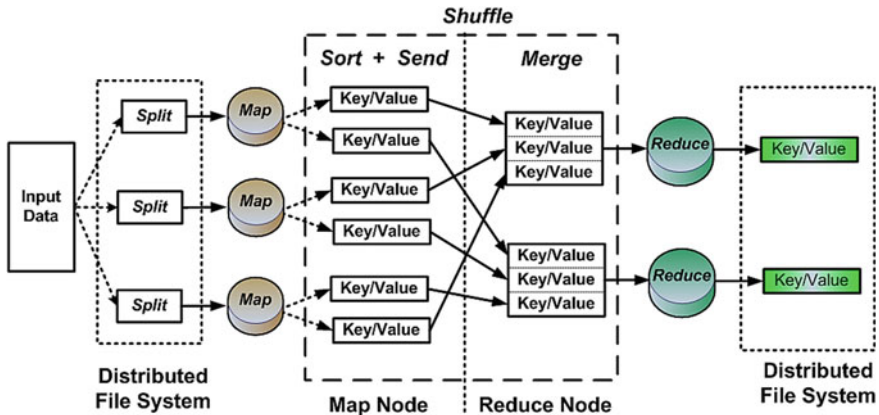 Shuffle
Sort + Send
Merge
Input
Data
Split
Split
Split
Map
Map
Map
Key/Value
Key/Value
Key/Value
Key/Value
Key/Value
Key/Value
Key/Value
Key/Value
Key/Value
Key/Value
Key/Value
Key/Value
Reduce
Reduce
Key/Value
Key/Value
Distributed
File System
Map Node
Reduce Node
Distributed
File System